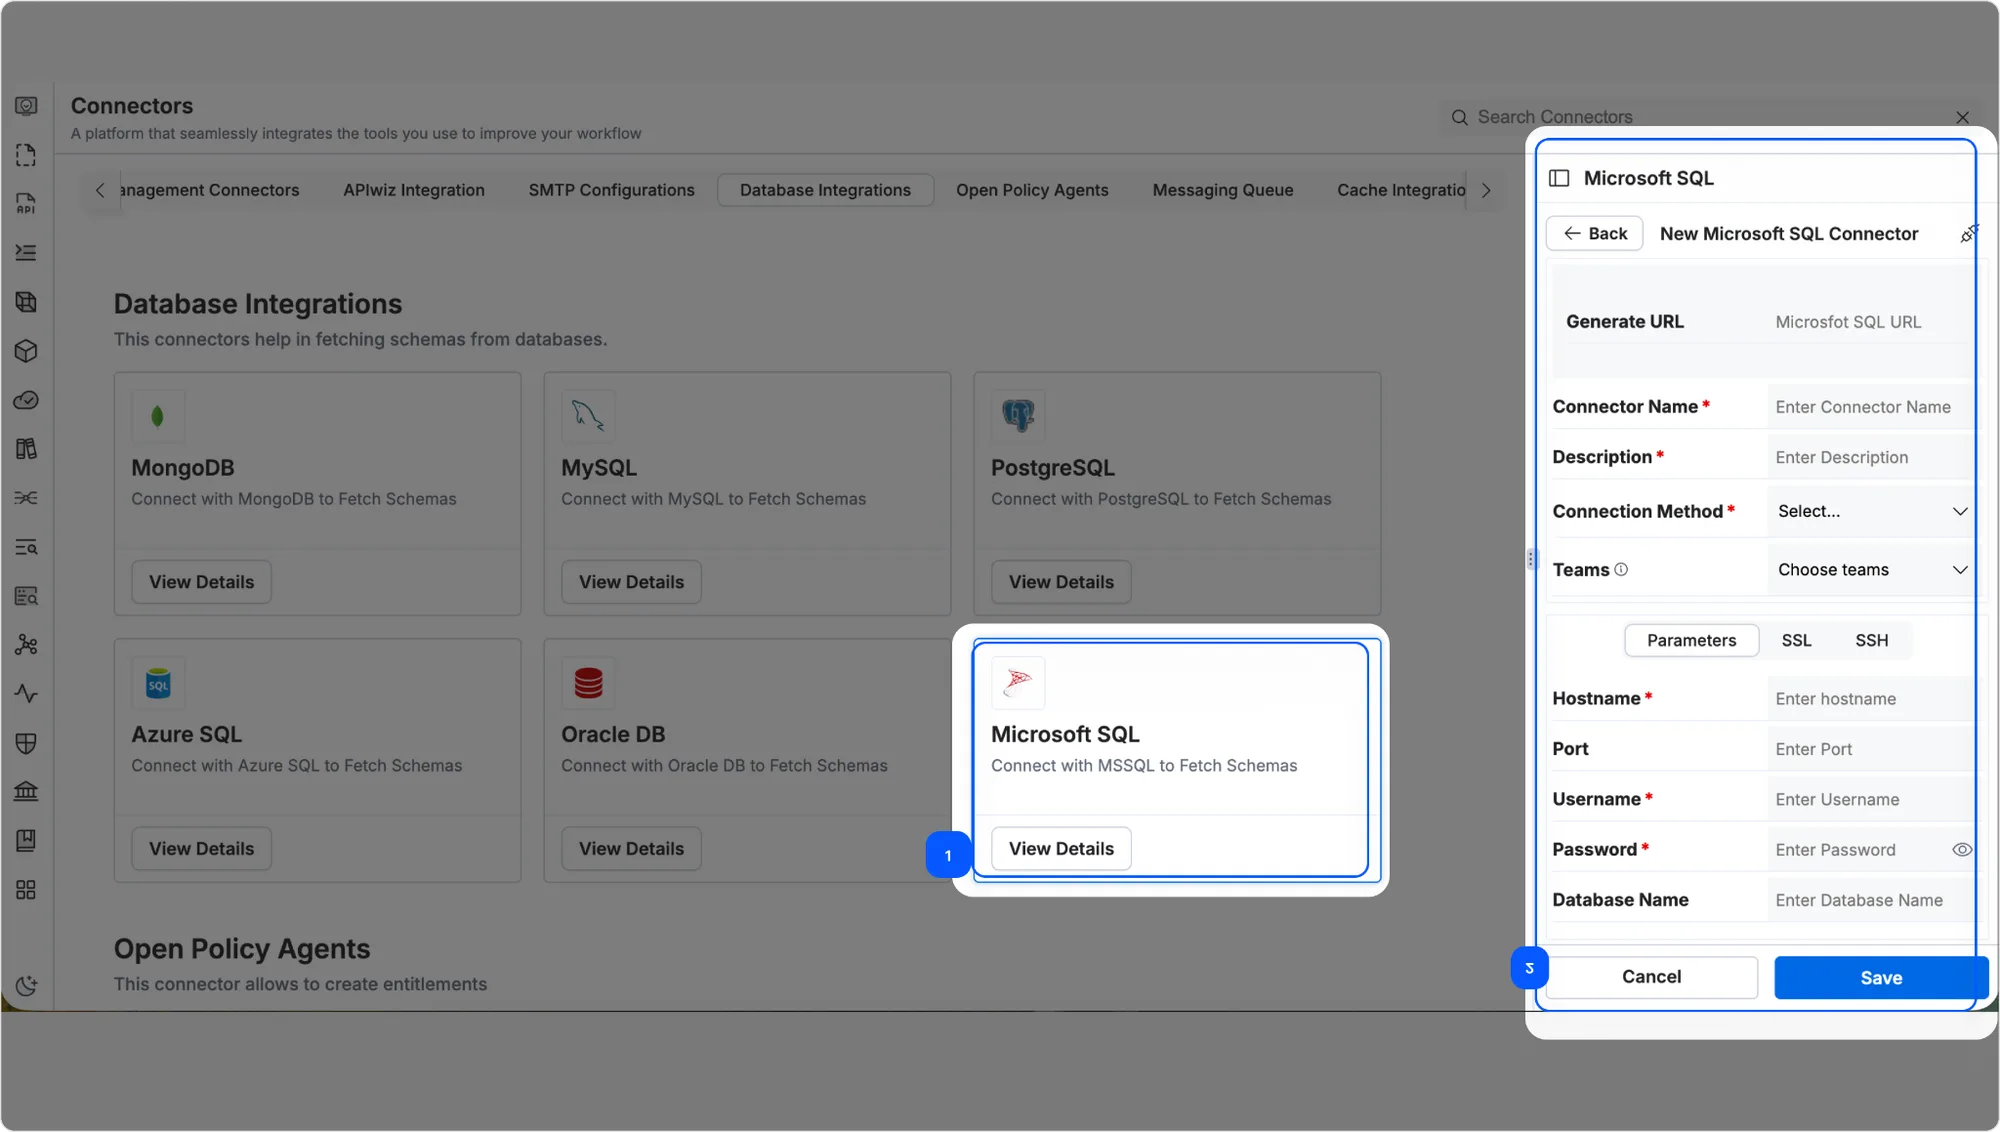 Connectors
A platform that seamlessly integrates the tools you use to improve your workflow
Search Connectors
anagement Connectors
APIwiz Integration
SMTP Configurations
Database Integrations
Open Policy Agents
Messaging Queue
Cache Integratio
Database Integrations
This connectors help in fetching schemas from databases.
MongoDB
Connect with MongoDB to Fetch Schemas
View Details
MySQL
Connect with MySQL to Fetch Schemas
View Details
PostgreSQL
Connect with PostgreSQL to Fetch Schemas
View Details
SQL
Azure SQL
Connect with Azure SQL to Fetch Schemas
View Details
Oracle DB
Connect with Oracle DB to Fetch Schemas
View Details
Microsoft SQL
Connect with MSSQL to Fetch Schemas
View Details
1
Open Policy Agents
This connector allows to create entitlements
API
Microsoft SQL
Back
New Microsoft SQL Connector
Generate URL
Microsfot SQL URL
Connector Name *
Enter Connector Name
Description *
Enter Description
Connection Method *
Select...
Teams
Choose teams
Parameters
SSL
SSH
Hostname *
Enter hostname
Port
Enter Port
Username *
Enter Username
Password *
Enter Password
Database Name
Enter Database Name
2
Cancel
Save